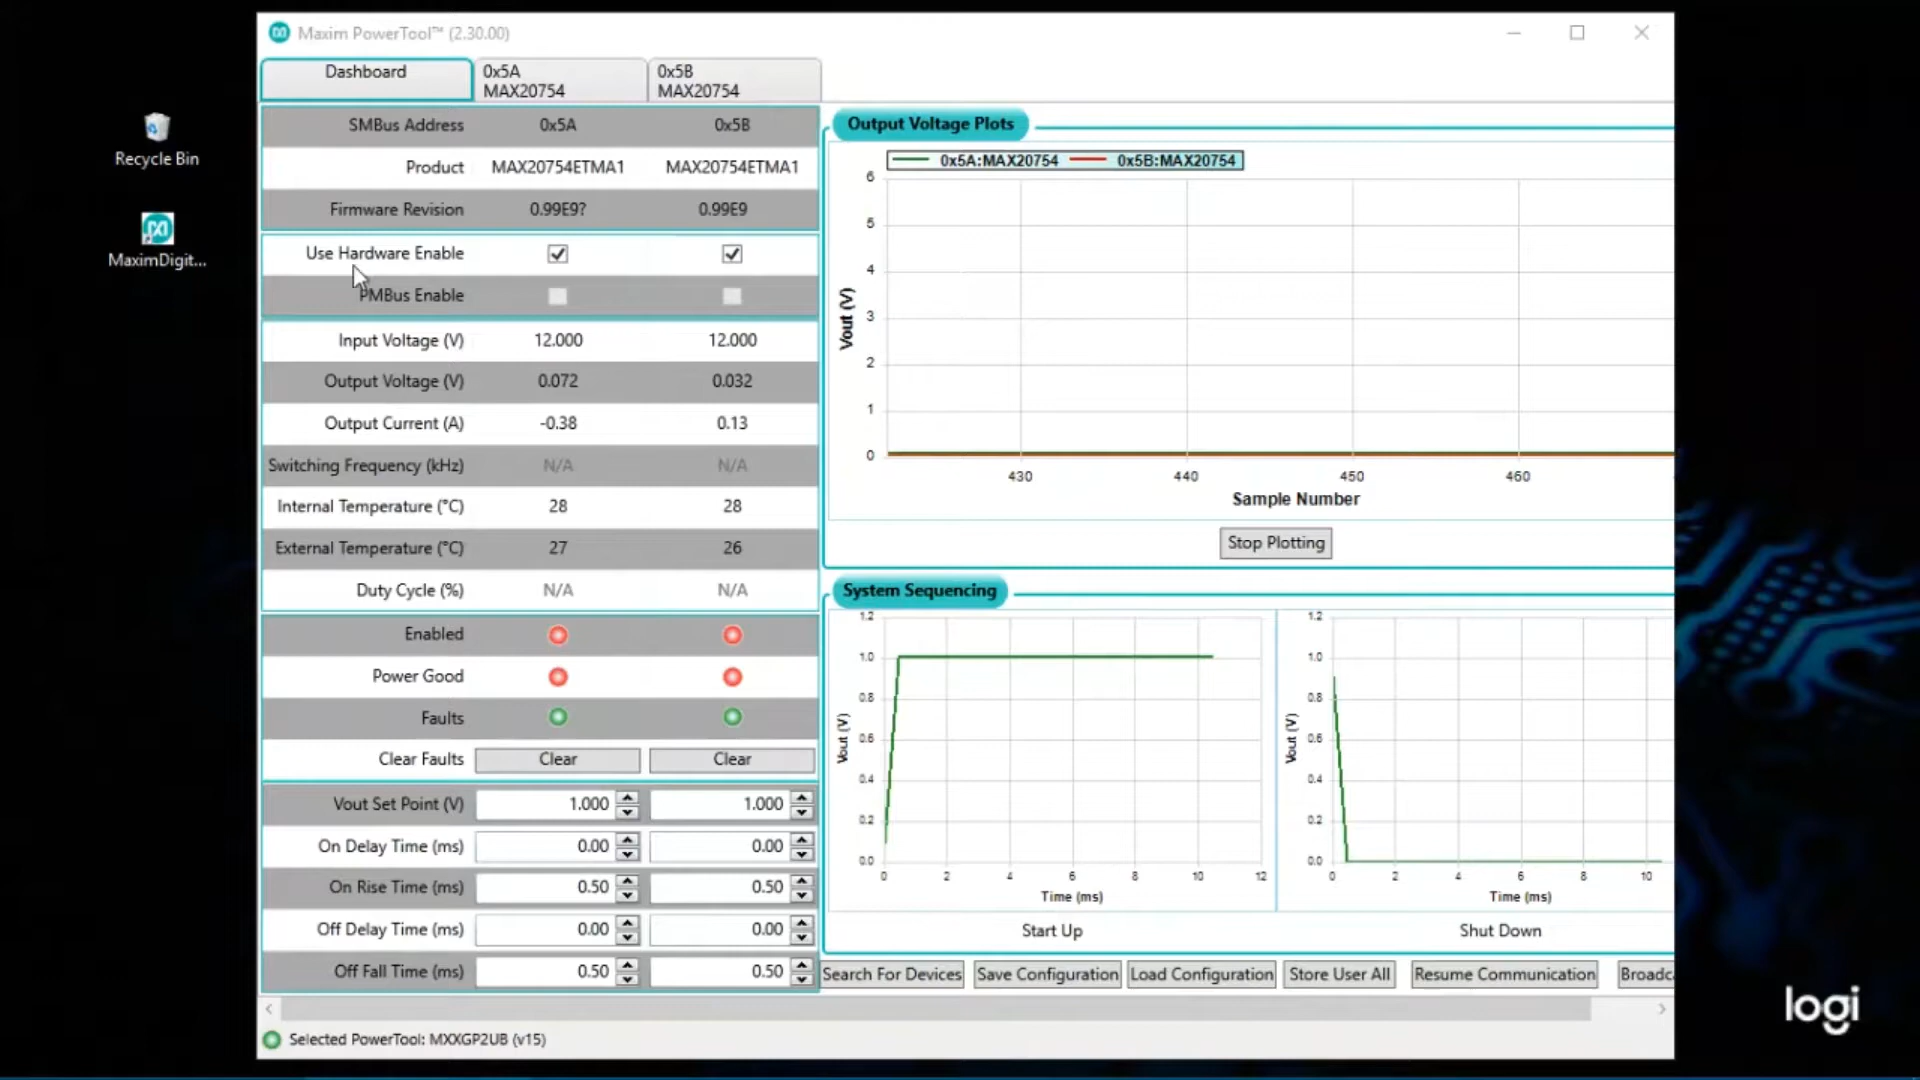 Maxim PowerTool™ (2.30.00)
Dashboard
0x5A
MAX20754
0x5B
MAX20754
SMBus Address 0x5A 0x5B
Product MAX20754ETMA1 MAX20754ETMA1
Firmware Revision 0.99E9? 0.99E9
Use Hardware Enable
PMBus Enable
Input Voltage (V) 12.000 12.000
Output Voltage (V) 0.072 0.032
Output Current (A) -0.38 0.13
Switching Frequency (kHz) N/A N/A
Internal Temperature (°C) 28 28
External Temperature (°C) 27 26
Duty Cycle (%) N/A N/A
Enabled
Power Good
Faults
Clear Faults Clear Clear
Vout Set Point (V) 1.000 1.000
On Delay Time (ms) 0.00 0.00
On Rise Time (ms) 0.50 0.50
Off Delay Time (ms) 0.00 0.00
Off Fall Time (ms) 0.50 0.50
Output Voltage Plots
0x5A:MAX20754 0x5B:MAX20754
6
5
4
3
2
1
0
Vout (V)
430 440 450 460
Sample Number
Stop Plotting
System Sequencing
1.2
1.0
0.8
0.6
0.4
0.2
0.0
Vout (V)
0 2 4 6 8 10 12
Time (ms)
Start Up
1.2
1.0
0.8
0.6
0.4
0.2
0.0
Vout (V)
0 2 4 6 8 10
Time (ms)
Shut Down
Search For Devices Save Configuration Load Configuration Store User All Resume Communication Broadc
Selected PowerTool: MXXGP2UB (v15)
Recycle Bin
MaximDigit...
logi